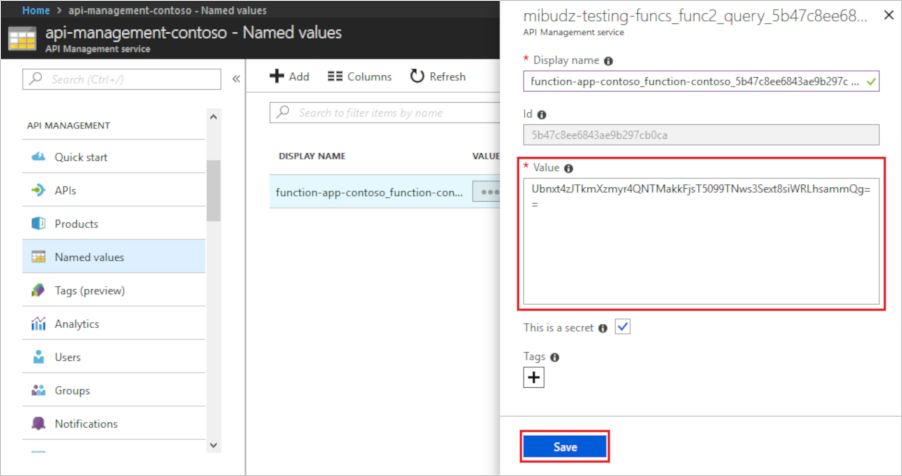 Home > api-management-contoso - Named values
api-management-contoso - Named values
API Management service
Search (Ctrl+/)
«
API MANAGEMENT
Quick start
APIs
Products
Named values
Tags (preview)
Analytics
Users
Groups
Notifications
Add Columns Refresh
Search to filter items by name
DISPLAY NAME VALUE
function-app-contoso_function-con...
mibudz-testing-funcs_func2_query_5b47c8ee68...
API Management service
* Display name
function-app-contoso_function-contoso_5b47c8ee6843ae9b297c ...
Id
5b47c8ee6843ae9b297cb0ca
* Value
Ubnxt4zJTkmXzmyr4QNTMakkFjsT5099TNws3Sext8siWRLhsammQg=
=
This is a secret
Tags
Save